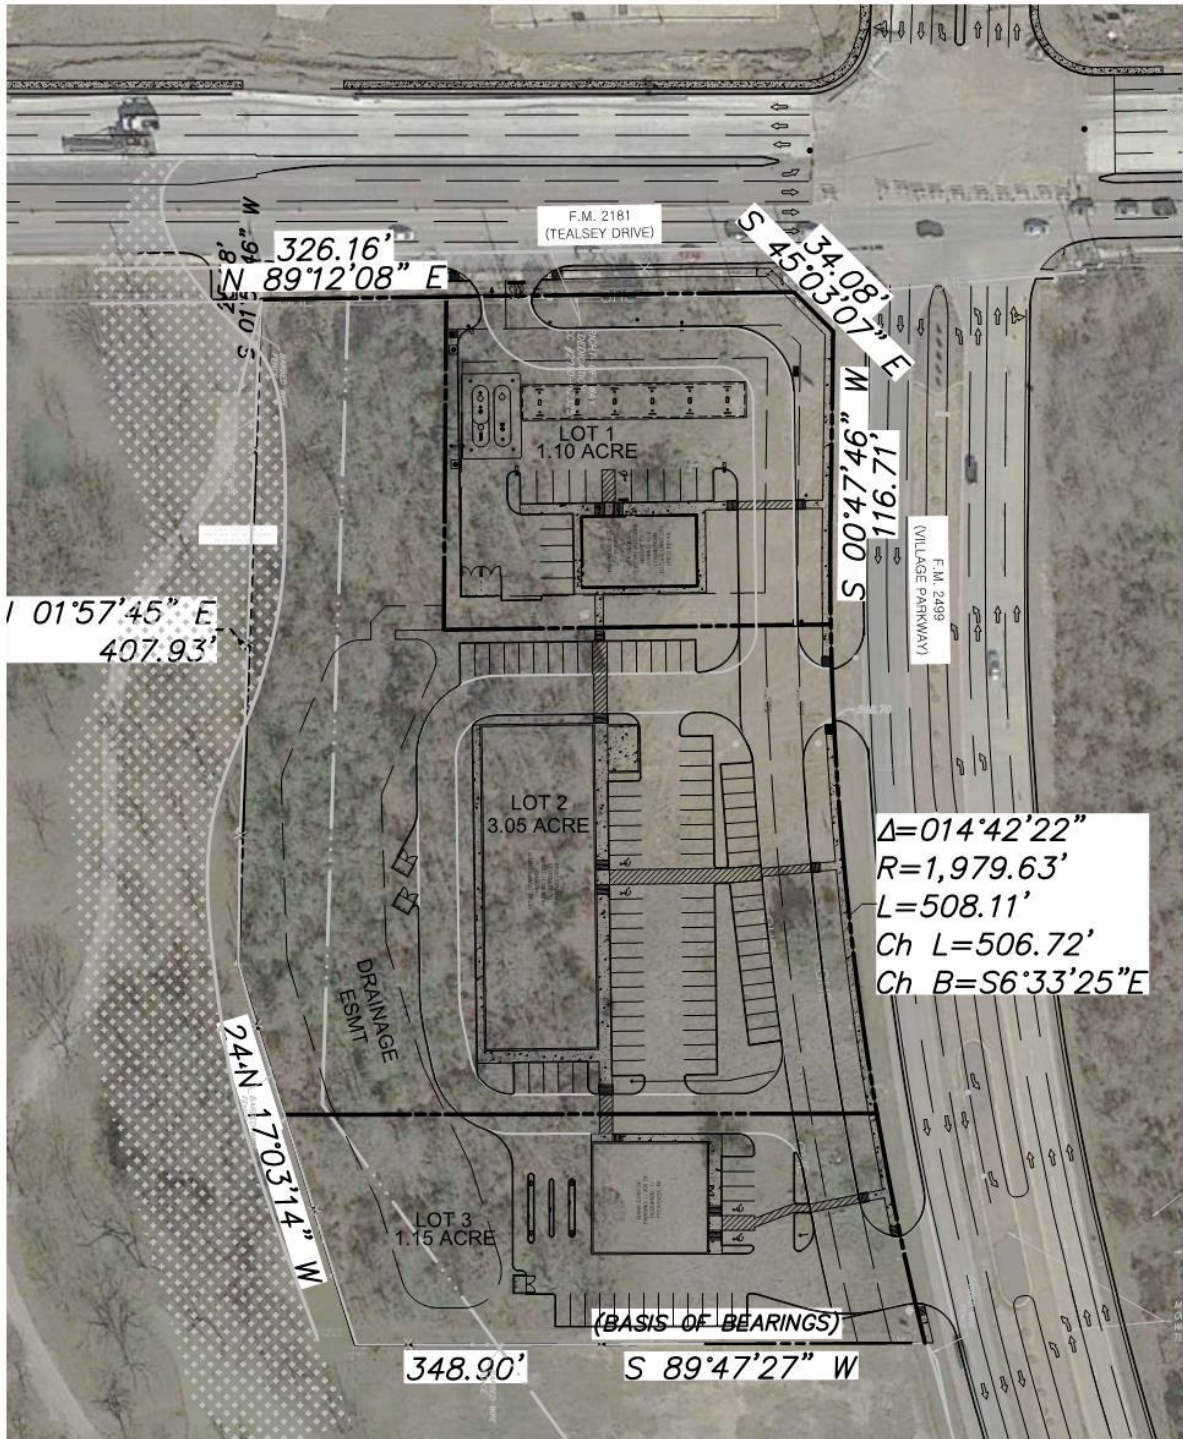 326.16'
N 89°12'08" E
F.M. 2181
(TEALSEY DRIVE)
34.08'
S 45°03'07" E
S 00°47'46" W
116.71'
LOT 1
1.10 ACRE
F.M. 2499
(VILLAGE PARKWAY)
01°57'45" E
407.93'
LOT 2
3.05 ACRE
Δ=014°42'22"
R=1,979.63'
L=508.11'
Ch L=506.72'
Ch B=S6°33'25"E
DRAINAGE
ESMT
N 17°03'14" W
LOT 3
1.15 ACRE
(BASIS OF BEARINGS)
348.90'
S 89°47'27" W